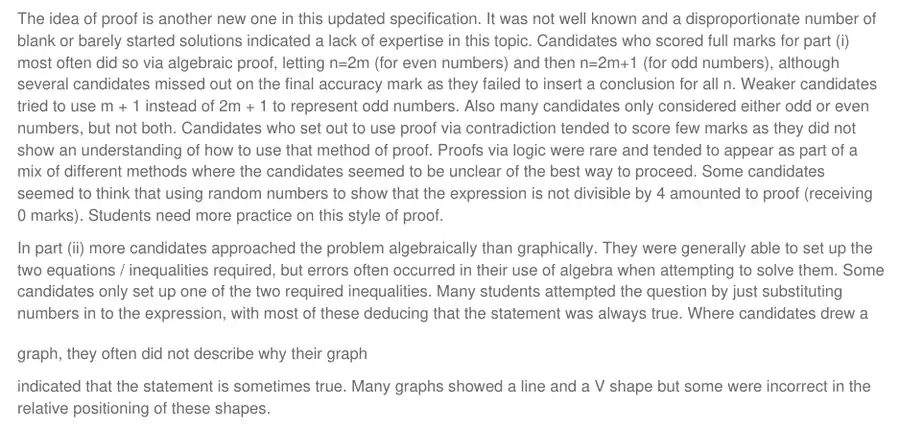 The idea of proof is another new one in this updated specification. It was not well known and a disproportionate number of
blank or barely started solutions indicated a lack of expertise in this topic. Candidates who scored full marks for part (i)
most often did so via algebraic proof, letting n=2m (for even numbers) and then n=2m+1 (for odd numbers), although
several candidates missed out on the final accuracy mark as they failed to insert a conclusion for all n. Weaker candidates
tried to use m + 1 instead of 2m + 1 to represent odd numbers. Also many candidates only considered either odd or even
numbers, but not both. Candidates who set out to use proof via contradiction tended to score few marks as they did not
show an understanding of how to use that method of proof. Proofs via logic were rare and tended to appear as part of a
mix of different methods where the candidates seemed to be unclear of the best way to proceed. Some candidates
seemed to think that using random numbers to show that the expression is not divisible by 4 amounted to proof (receiving
0 marks). Students need more practice on this style of proof.
In part (ii) more candidates approached the problem algebraically than graphically. They were generally able to set up the
two equations / inequalities required, but errors often occurred in their use of algebra when attempting to solve them. Some
candidates only set up one of the two required inequalities. Many students attempted the question by just substituting
numbers in to the expression, with most of these deducing that the statement was always true. Where candidates drew a
graph, they often did not describe why their graph
indicated that the statement is sometimes true. Many graphs showed a line and a V shape but some were incorrect in the
relative positioning of these shapes.